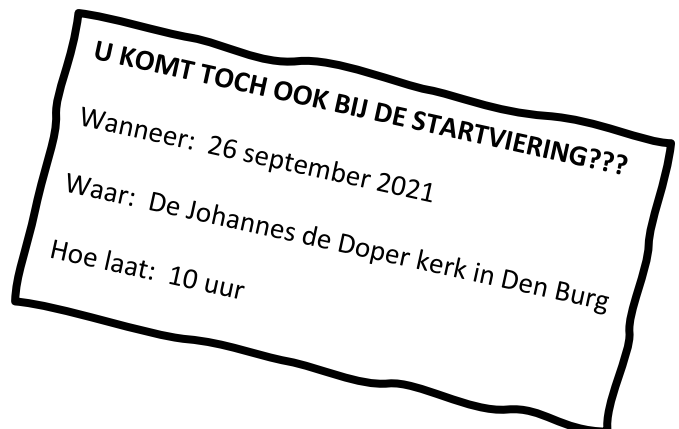 U KOMT TOCH OOK BIJ DE STARTVIERING???
Wanneer:  26 september 2021
Waar:  De Johannes de Doper kerk in Den Burg
Hoe laat:  10 uur